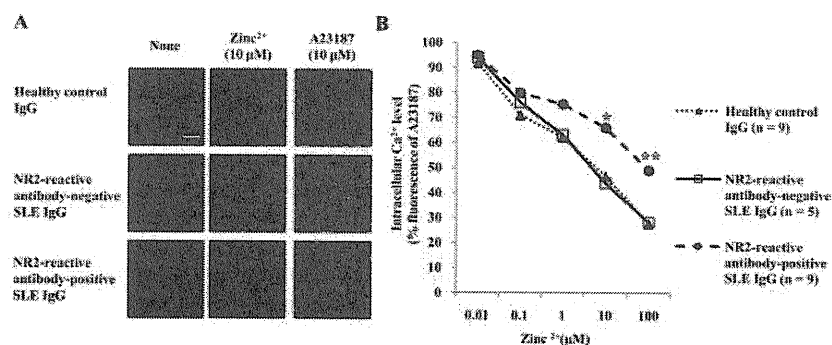 A
None
Zinc²⁺
(10 µM)
A23187
(10 µM)
Healthy control
IgG
NR2-reactive
antibody-negative
SLE IgG
NR2-reactive
antibody-positive
SLE IgG
B
Intracellular Ca²⁺ level
(% fluorescence of A23187)
100
90
80
70
60
50
40
30
20
10
0
*
**
0.01 0.1 1 10 100
Zinc ²⁺(µM)
Healthy control
IgG (n = 9)
NR2-reactive
antibody-negative
SLE IgG (n = 5)
NR2-reactive
antibody-positive
SLE IgG (n = 9)